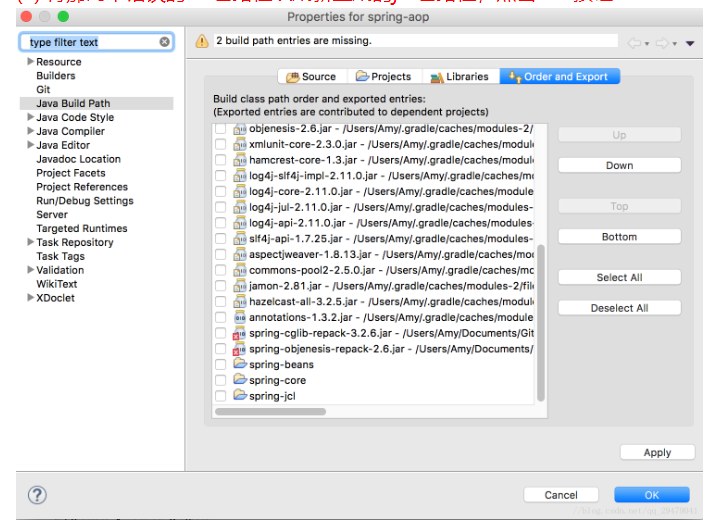 Properties for spring-aop
type filter text
2 build path entries are missing.
Resource
Builders
Git
Java Build Path
Java Code Style
Java Compiler
Java Editor
Javadoc Location
Project Facets
Project References
Run/Debug Settings
Server
Targeted Runtimes
Task Repository
Task Tags
Validation
WikiText
XDoclet
Source
Projects
Libraries
Order and Export
Build class path order and exported entries:
(Exported entries are contributed to dependent projects)
objenesis-2.6.jar - /Users/Amy/.gradle/caches/modules-2/
xmlunit-core-2.3.0.jar - /Users/Amy/.gradle/caches/modul
hamcrest-core-1.3.jar - /Users/Amy/.gradle/caches/modul
log4j-slf4j-impl-2.11.0.jar - /Users/Amy/.gradle/caches/mo
log4j-core-2.11.0.jar - /Users/Amy/.gradle/caches/module
log4j-jul-2.11.0.jar - /Users/Amy/.gradle/caches/modules-
log4j-api-2.11.0.jar - /Users/Amy/.gradle/caches/modules-
slf4j-api-1.7.25.jar - /Users/Amy/.gradle/caches/modules-
aspectjweaver-1.8.13.jar - /Users/Amy/.gradle/caches/moc
commons-pool2-2.5.0.jar - /Users/Amy/.gradle/caches/mc
jamon-2.81.jar - /Users/Amy/.gradle/caches/modules-2/file
hazelcast-all-3.2.5.jar - /Users/Amy/.gradle/caches/modul
annotations-1.3.2.jar - /Users/Amy/.gradle/caches/module
spring-cglib-repack-3.2.6.jar - /Users/Amy/Documents/Git
spring-objenesis-repack-2.6.jar - /Users/Amy/Documents/
spring-beans
spring-core
spring-jcl
Up
Down
Top
Bottom
Select All
Deselect All
Apply
Cancel
OK